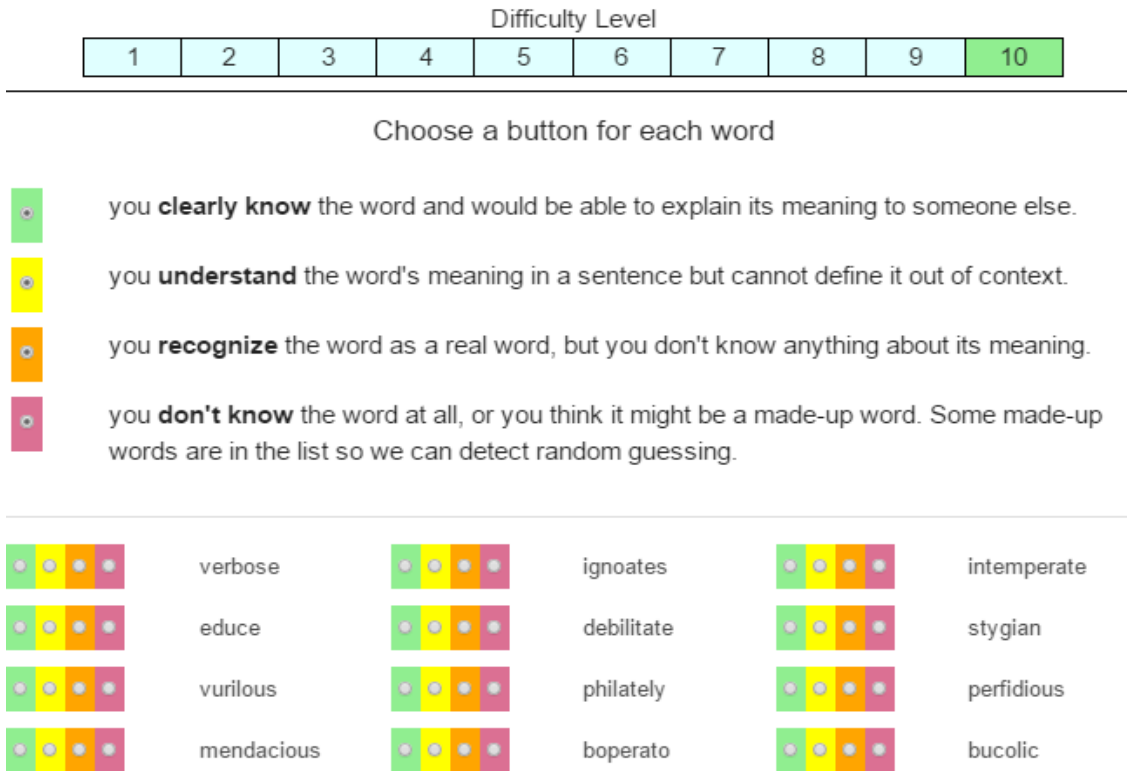 Difficulty Level
1 2 3 4 5 6 7 8 9 10
Choose a button for each word
you clearly know the word and would be able to explain its meaning to someone else.
you understand the word's meaning in a sentence but cannot define it out of context.
you recognize the word as a real word, but you don't know anything about its meaning.
you don't know the word at all, or you think it might be a made-up word. Some made-up
words are in the list so we can detect random guessing.
verbose ignoates intemperate
educe debilitate stygian
vurilous philately perfidious
mendacious boperato bucolic